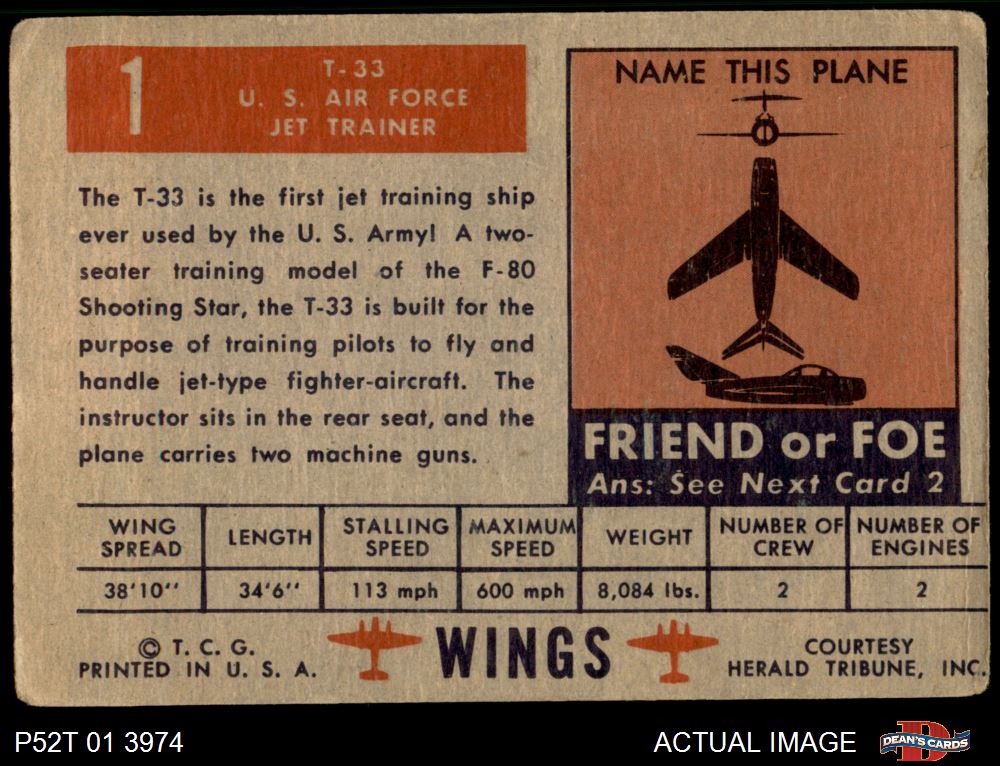 1
T-33
U. S. AIR FORCE
JET TRAINER
The T-33 is the first jet training ship
ever used by the U. S. Army! A two-
seater training model of the F-80
Shooting Star, the T-33 is built for the
purpose of training pilots to fly and
handle jet-type fighter-aircraft. The
instructor sits in the rear seat, and the
plane carries two machine guns.
NAME THIS PLANE
FRIEND or FOE
Ans: See Next Card 2
WING SPREAD LENGTH STALLING SPEED MAXIMUM SPEED WEIGHT NUMBER OF CREW NUMBER OF ENGINES
38'10'' 34'6'' 113 mph 600 mph 8,084 lbs. 2 2
© T. C. G.
PRINTED IN U. S. A.
WINGS
COURTESY
HERALD TRIBUNE, INC.
P52T 01 3974
ACTUAL IMAGE
D
DEAN'S CARDS